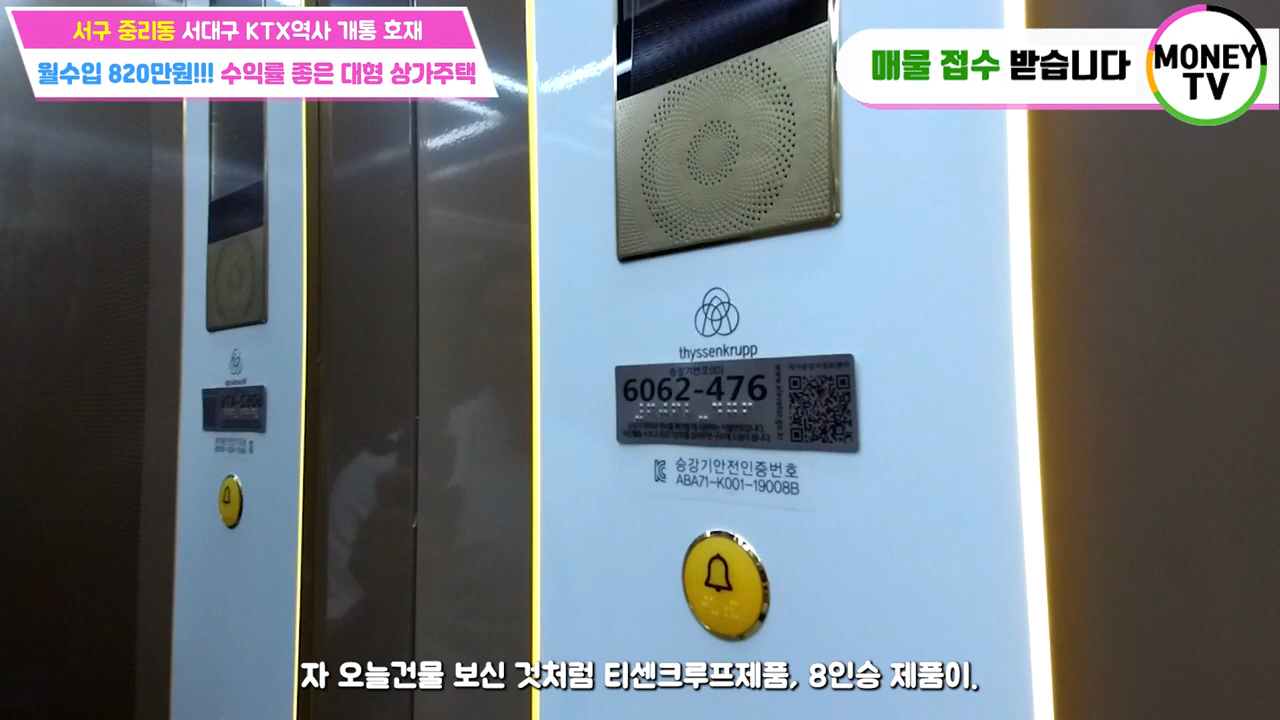 서구 중리동 서대구 KTX역사 개통 호재
월수입 820만원!!! 수익률 좋은 대형 상가주택
매물 접수 받습니다
MONEY
TV
thyssenkrupp
승강기번호(ID)
6062-476
승강기안전인증번호
ABA71-K001-19008B
자 오늘건물 보신 것처럼 티센크루프제품, 8인승 제품이.